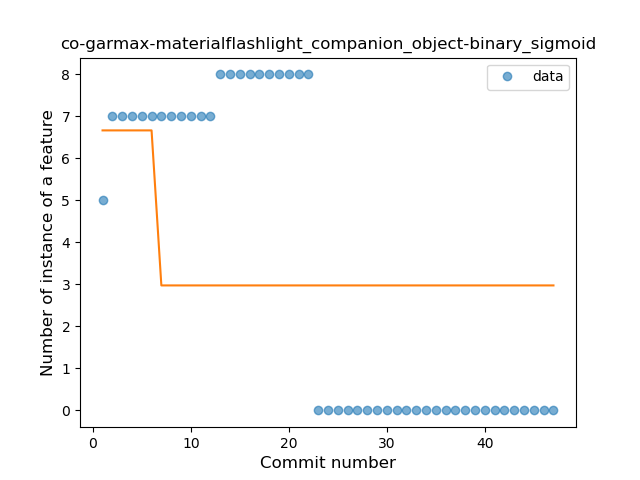 co-garmax-materialflashlight_companion_object-binary_sigmoid
data
Number of instance of a feature
8
7
6
5
4
3
2
1
0
0 10 20 30 40
Commit number